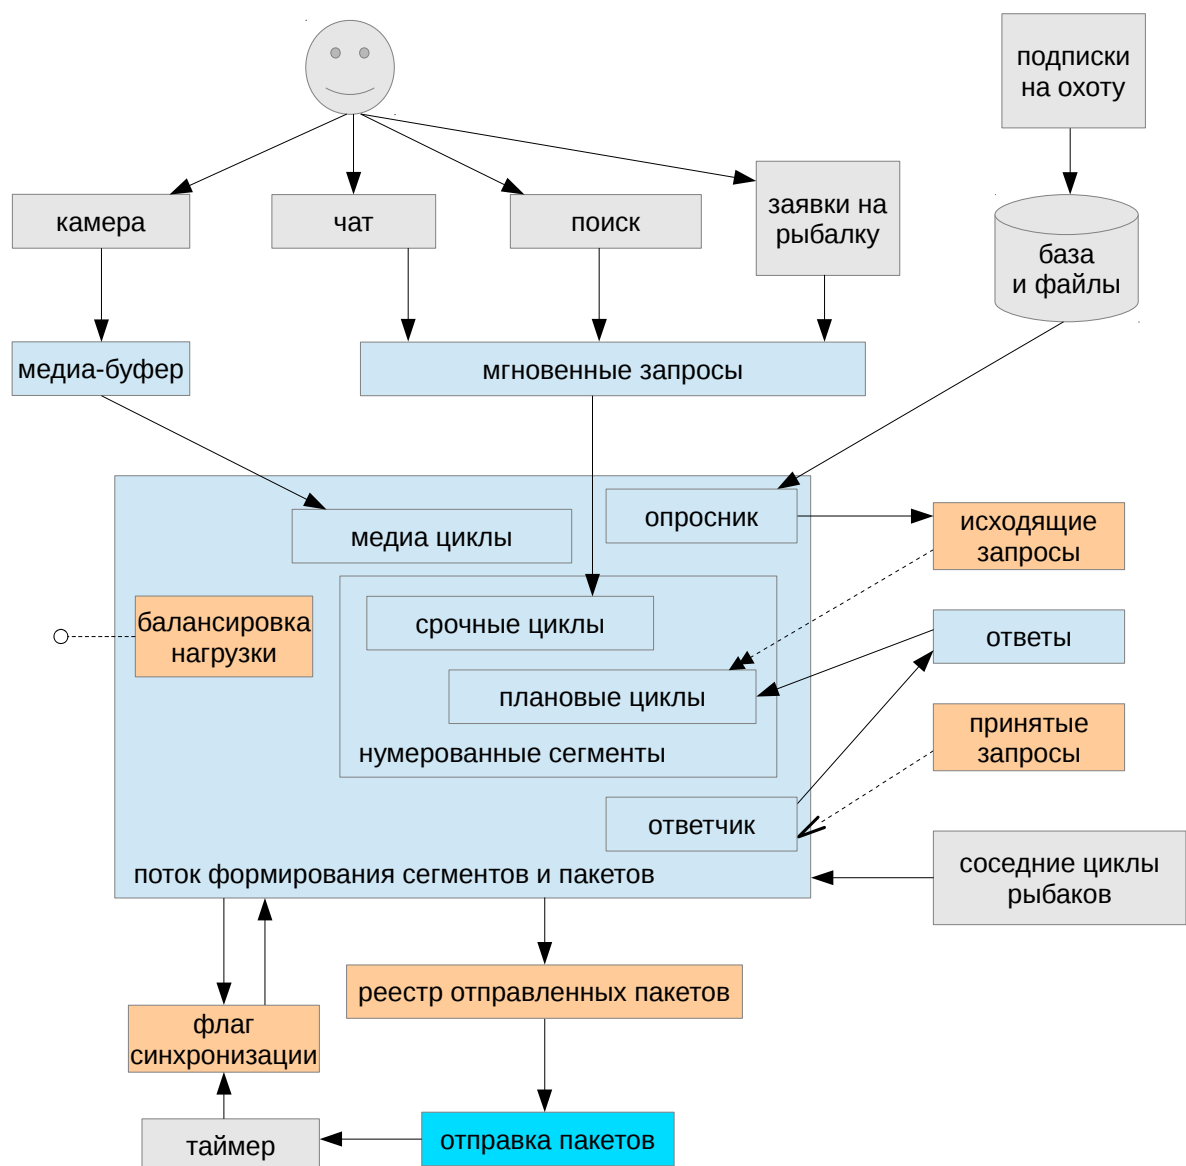 подписки
на охоту
камера
чат
поиск
заявки на
рыбалку
база
и файлы
медиа-буфер
мгновенные запросы
опросник
медиа циклы
исходящие
запросы
балансировка
нагрузки
срочные циклы
ответы
плановые циклы
нумерованные сегменты
принятые
запросы
ответчик
поток формирования сегментов и пакетов
соседние циклы
рыбаков
реестр отправленных пакетов
флаг
синхронизации
таймер
отправка пакетов